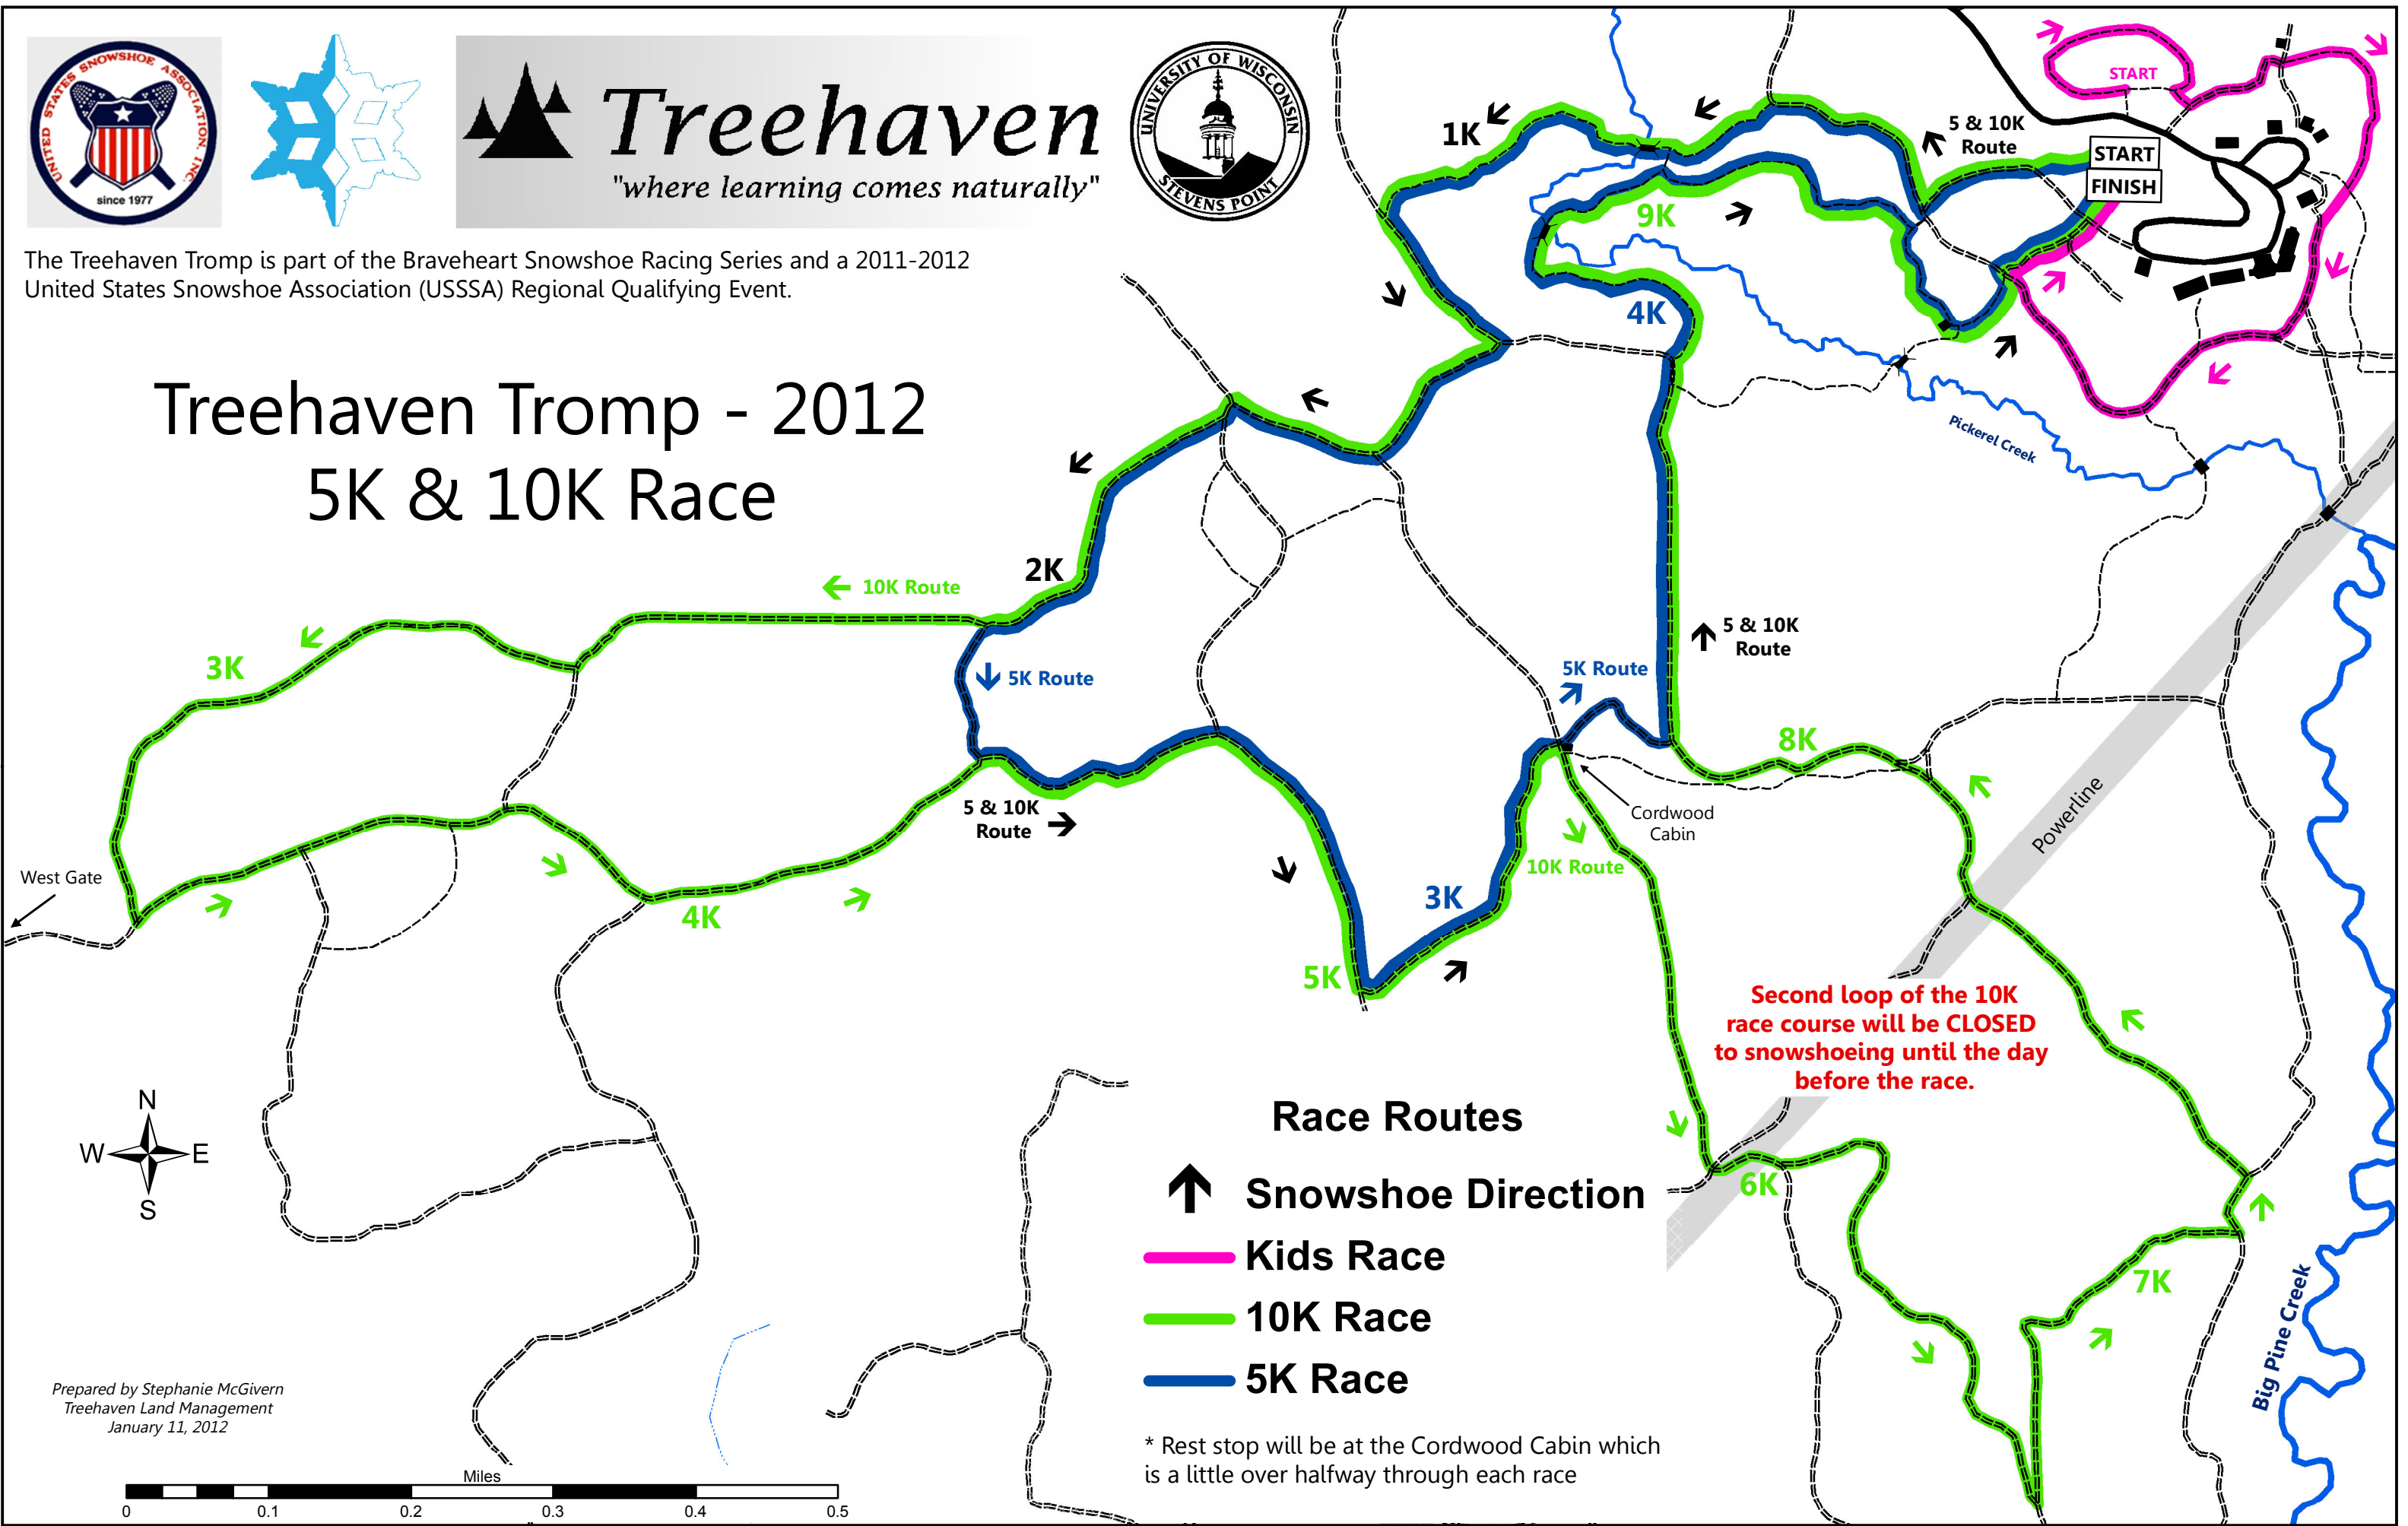 UNITED STATES SNOWSHOE ASSOCIATION, INC.
since 1977
Treehaven
"where learning comes naturally"
UNIVERSITY OF WISCONSIN
STEVENS POINT
The Treehaven Tromp is part of the Braveheart Snowshoe Racing Series and a 2011-2012
United States Snowshoe Association (USSSA) Regional Qualifying Event.
Treehaven Tromp - 2012
5K & 10K Race
START
5 & 10K
Route
START
FINISH
1K
9K
4K
Pickerel Creek
2K
10K Route
3K
5K Route
5 & 10K
Route
5K Route
8K
5 & 10K
Route
Cordwood
Cabin
Powerline
10K Route
West Gate
4K
3K
5K
Second loop of the 10K
race course will be CLOSED
to snowshoeing until the day
before the race.
N
W E
S
6K
7K
Big Pine Creek
Race Routes
Snowshoe Direction
Kids Race
10K Race
5K Race
* Rest stop will be at the Cordwood Cabin which
is a little over halfway through each race
Prepared by Stephanie McGivern
Treehaven Land Management
January 11, 2012
Miles
0 0.1 0.2 0.3 0.4 0.5